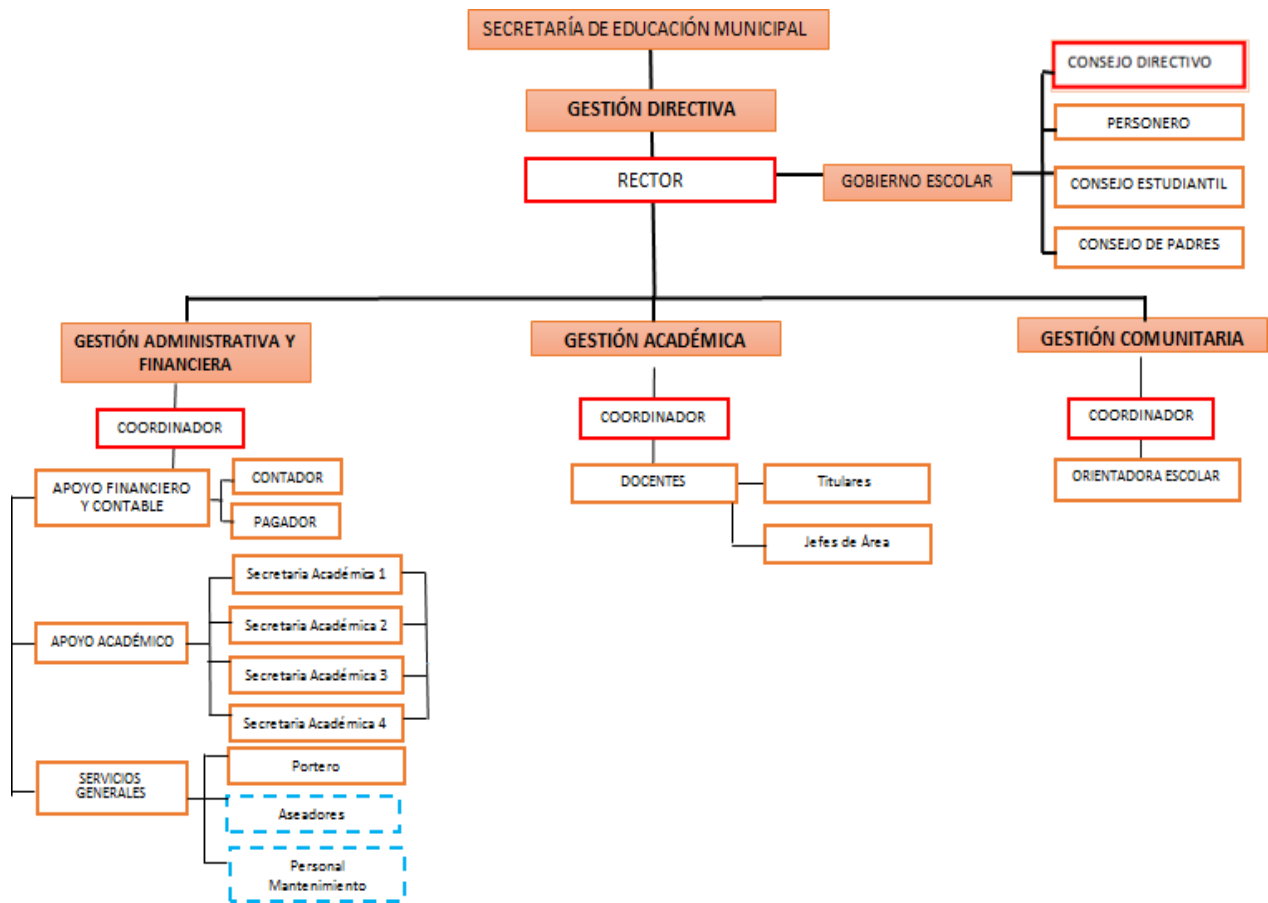 SECRETARÍA DE EDUCACIÓN MUNICIPAL
GESTIÓN DIRECTIVA
RECTOR
GOBIERNO ESCOLAR
CONSEJO DIRECTIVO
PERSONERO
CONSEJO ESTUDIANTIL
CONSEJO DE PADRES
GESTIÓN ADMINISTRATIVA Y
FINANCIERA
COORDINADOR
APOYO FINANCIERO
Y CONTABLE
CONTADOR
PAGADOR
APOYO ACADÉMICO
Secretaria Académica 1
Secretaria Académica 2
Secretaria Académica 3
Secretaria Académica 4
SERVICIOS
GENERALES
Portero
Aseadores
Personal
Mantenimiento
GESTIÓN ACADÉMICA
COORDINADOR
DOCENTES
Titulares
Jefes de Área
GESTIÓN COMUNITARIA
COORDINADOR
ORIENTADORA ESCOLAR